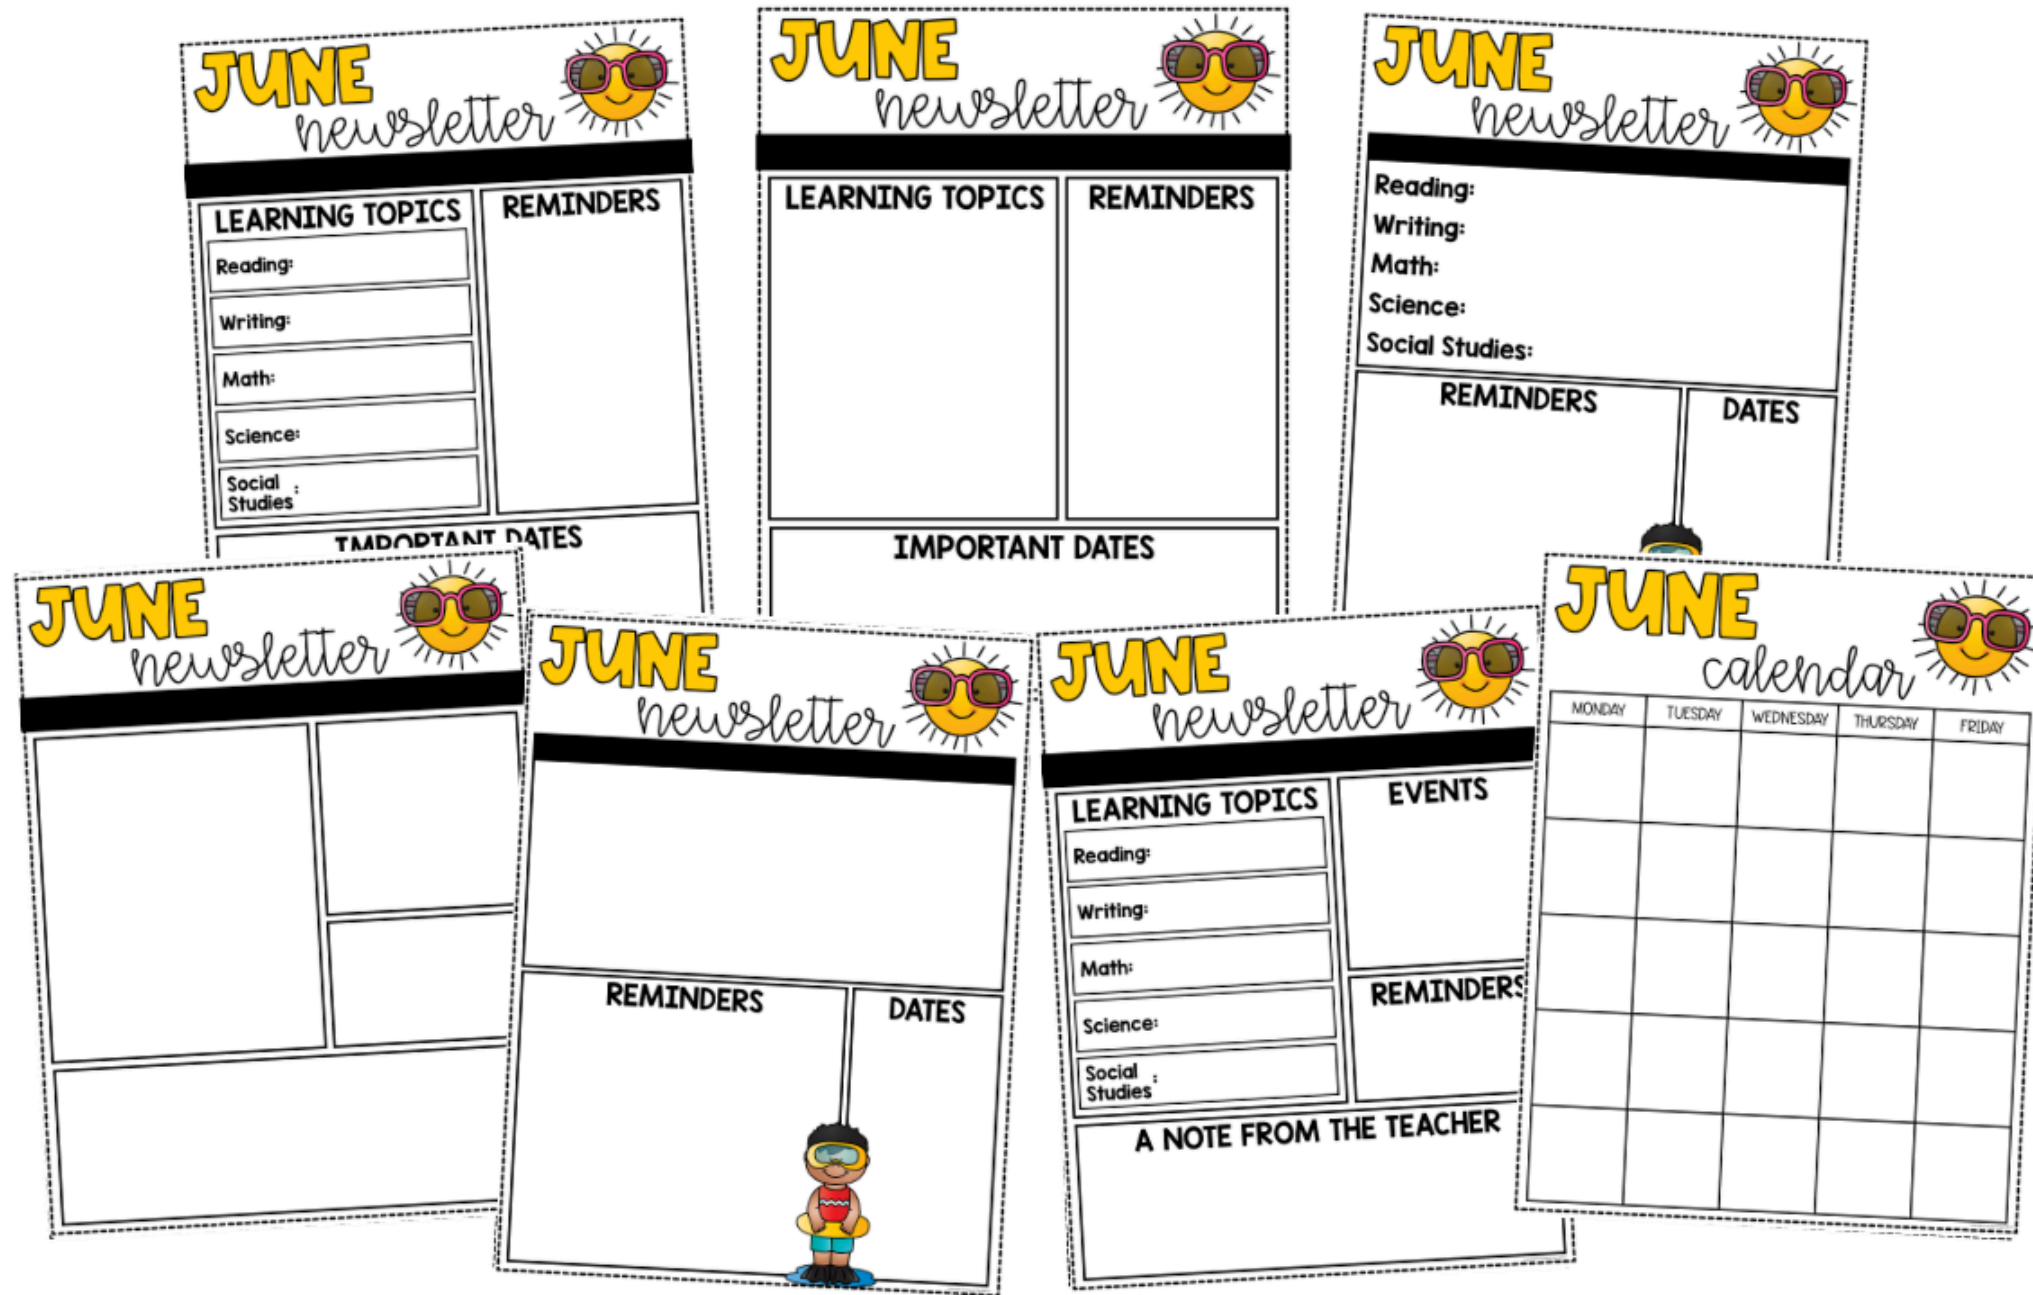 JUNE
newsletter
LEARNING TOPICS
Reading:
Writing:
Math:
Science:
Social
Studies :
REMINDERS
IMPORTANT DATES
JUNE
newsletter
LEARNING TOPICS
REMINDERS
IMPORTANT DATES
JUNE
newsletter
Reading:
Writing:
Math:
Science:
Social Studies:
REMINDERS
DATES
JUNE
newsletter
JUNE
newsletter
REMINDERS
DATES
JUNE
newsletter
LEARNING TOPICS
Reading:
Writing:
Math:
Science:
Social
Studies :
EVENTS
REMINDERS
A NOTE FROM THE TEACHER
JUNE
calendar
MONDAY TUESDAY WEDNESDAY THURSDAY FRIDAY